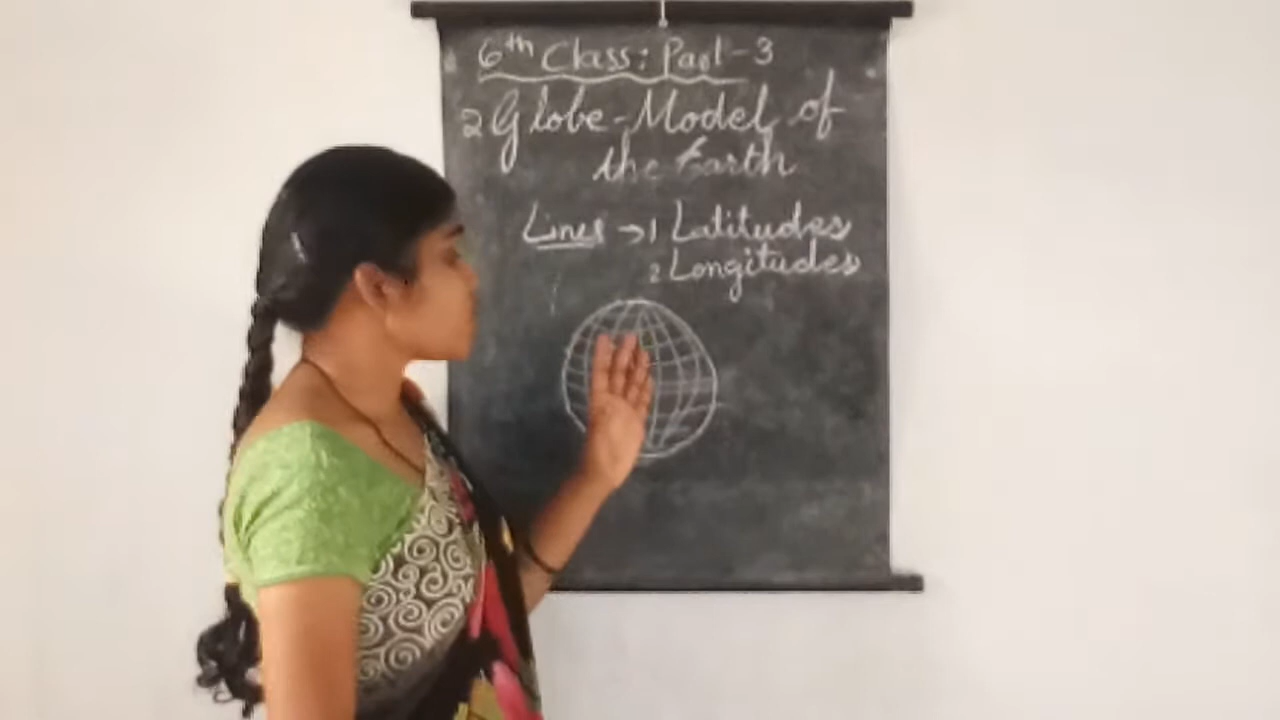 6th Class: Part-3
2 Globe-Model of
the Earth
Lines → 1 Latitudes
2 Longitudes